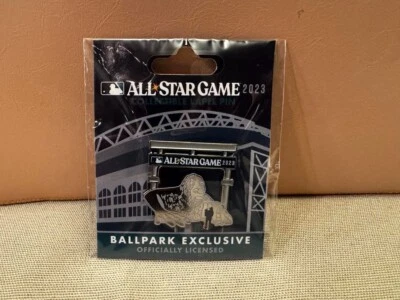 ALL★STAR GAME 2023
COLLECTIBLE LAPEL PIN
ALL★STAR GAME 2023
BALLPARK EXCLUSIVE
OFFICIALLY LICENSED